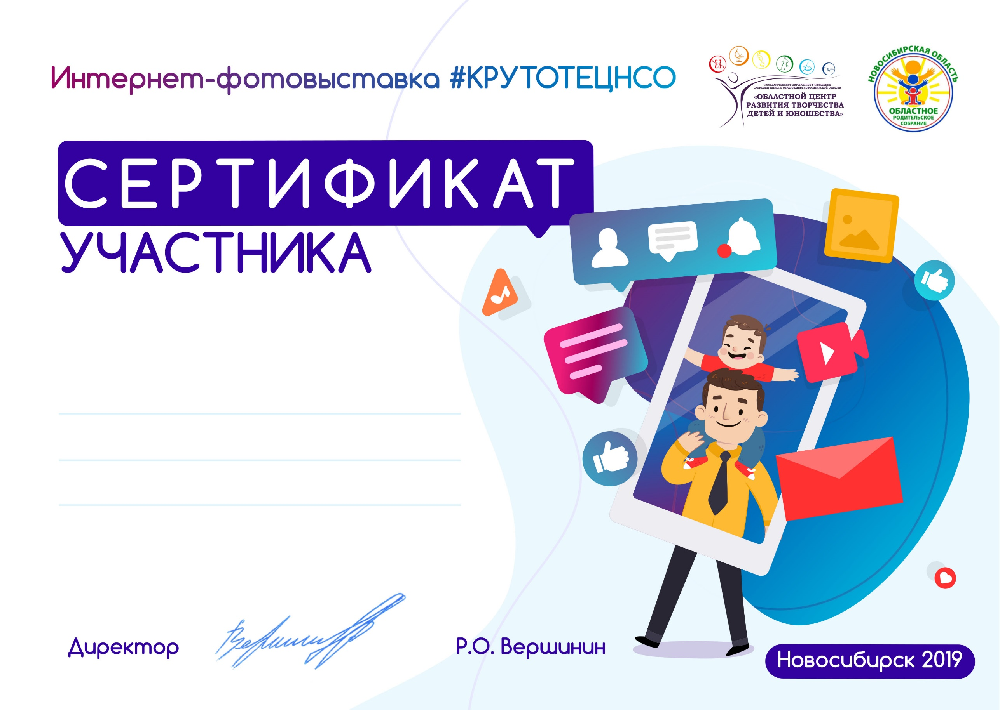 Интернет-фотовыставка #КРУТОТЕЦНСО
ГОСУДАРСТВЕННОЕ АВТОНОМНОЕ УЧРЕЖДЕНИЕ
ДОПОЛНИТЕЛЬНОГО ОБРАЗОВАНИЯ НОВОСИБИРСКОЙ ОБЛАСТИ
«ОБЛАСТНОЙ ЦЕНТР
РАЗВИТИЯ ТВОРЧЕСТВА
ДЕТЕЙ И ЮНОШЕСТВА»
НОВОСИБИРСКАЯ ОБЛАСТЬ
ОБЛАСТНОЕ
РОДИТЕЛЬСКОЕ
СОБРАНИЕ
СЕРТИФИКАТ
УЧАСТНИКА
Директор
Р.О. Вершинин
Новосибирск 2019